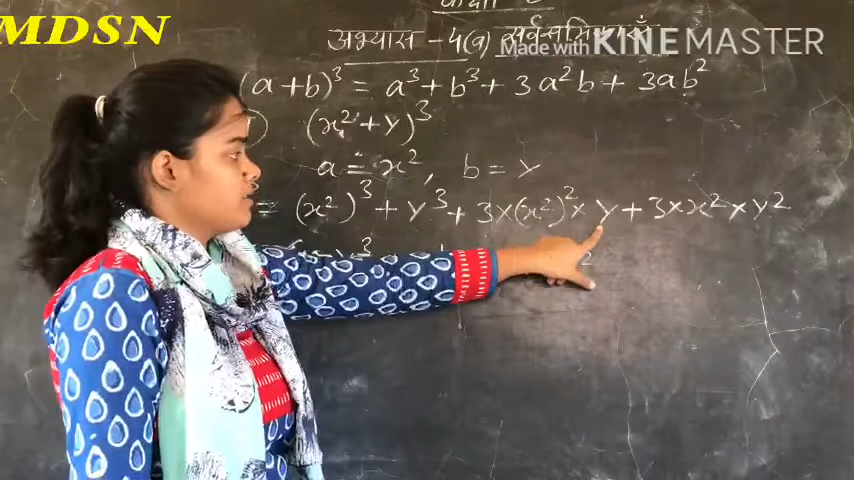 MDSN
अभ्यास - 4(a) सर्वसमिकाएँ
Made with KINEMASTER
(a+b)³ = a³ + b³ + 3a²b + 3ab²
(x²+y)³
a = x², b = y
= (x²)³ + y³ + 3×(x²)²× y + 3×x²×y²